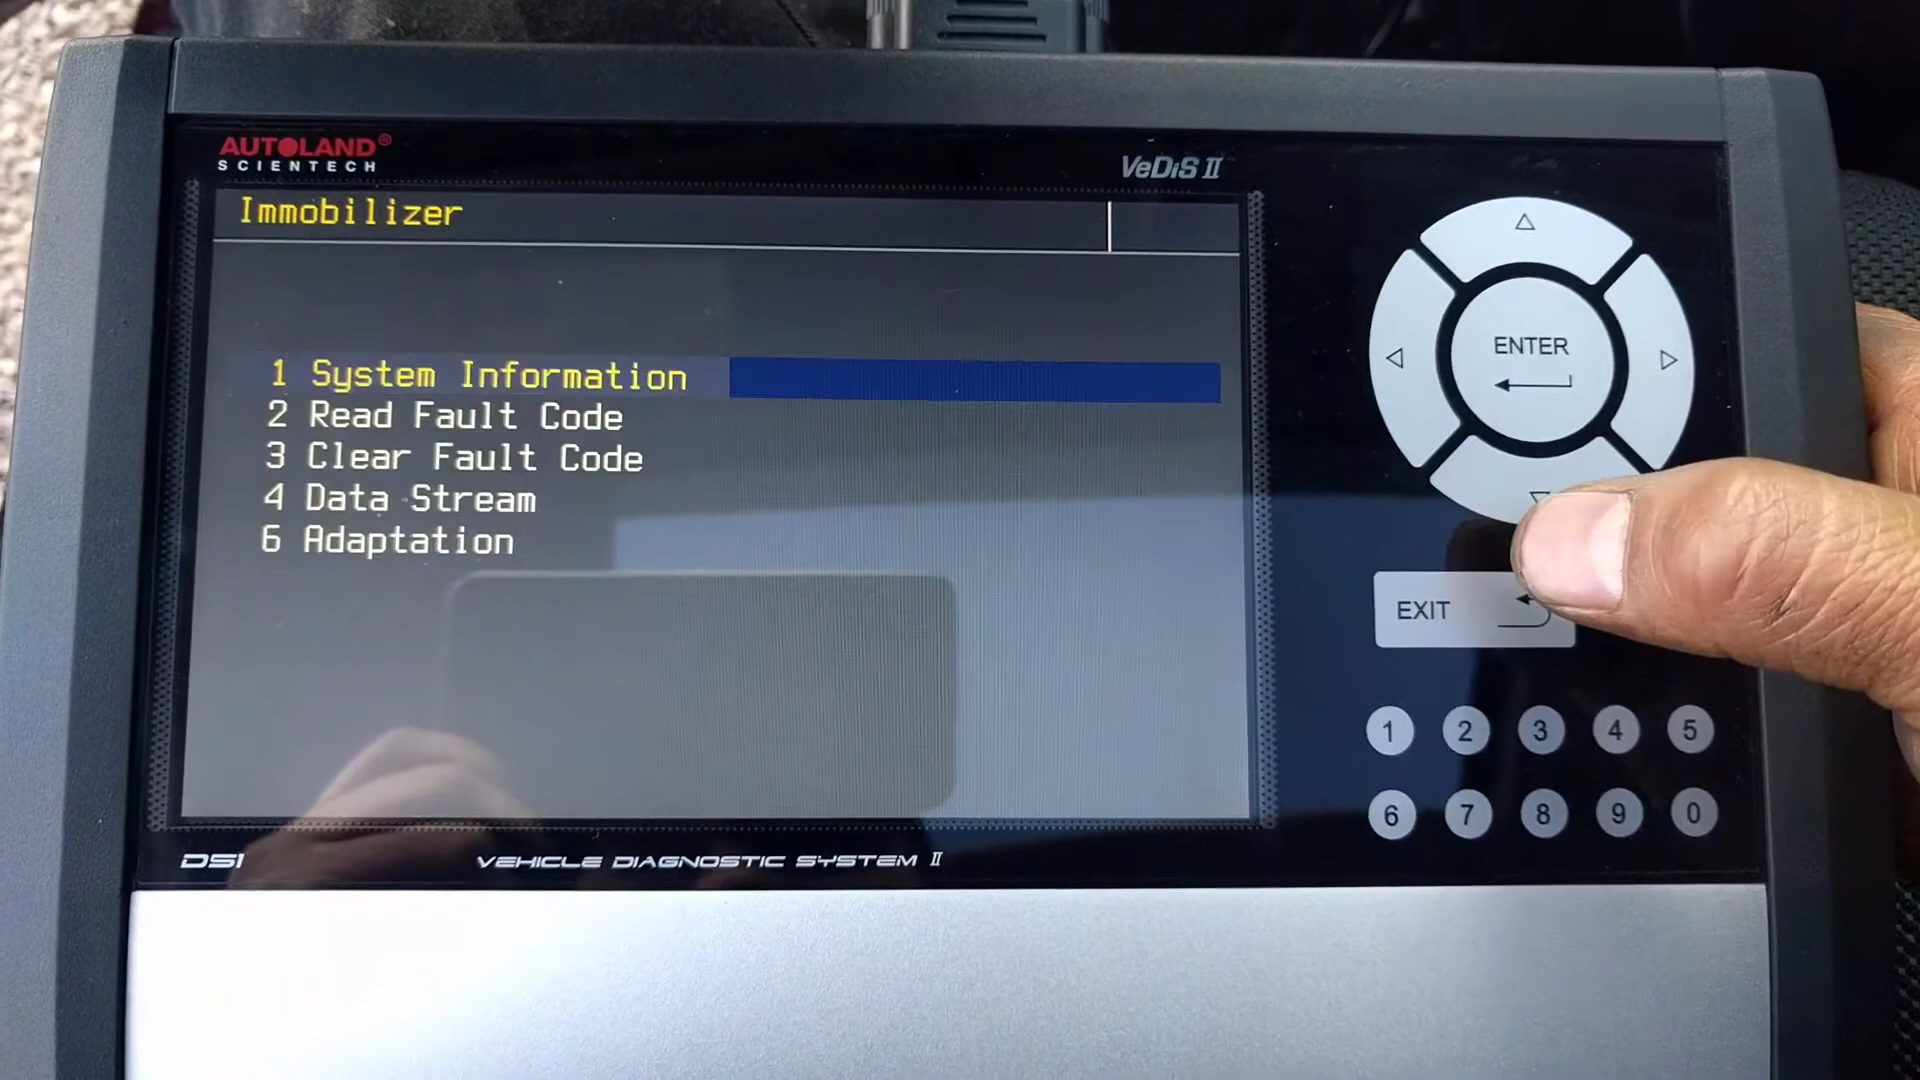 AUTOLAND®
SCIENTECH
VeDiS II
Immobilizer
1 System Information
2 Read Fault Code
3 Clear Fault Code
4 Data Stream
6 Adaptation
ENTER
EXIT
1 2 3 4 5
6 7 8 9 0
DS1
VEHICLE DIAGNOSTIC SYSTEM II